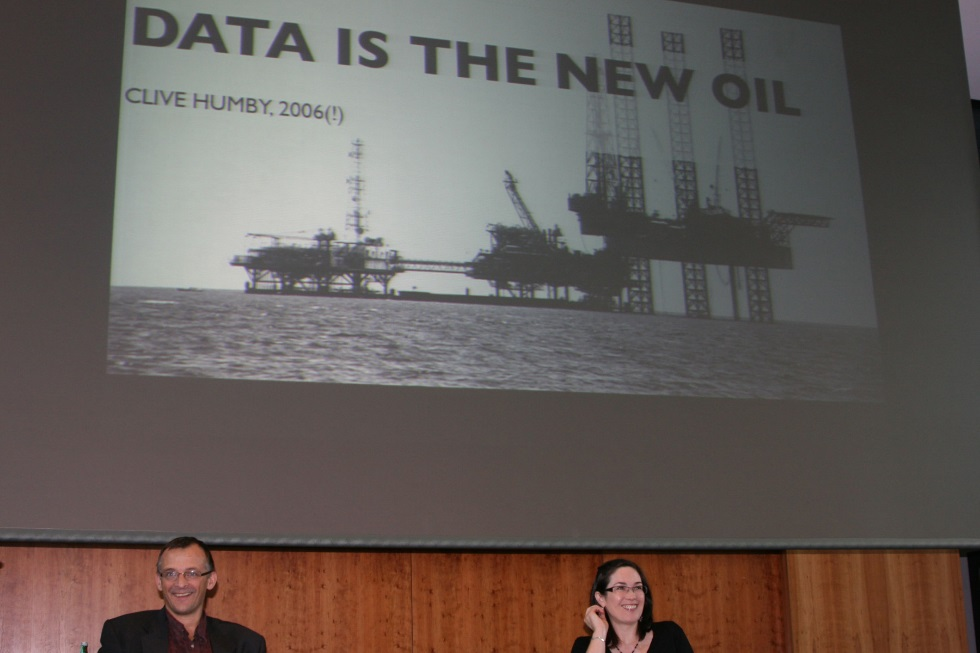 DATA IS THE NEW OIL
CLIVE HUMBY, 2006(!)